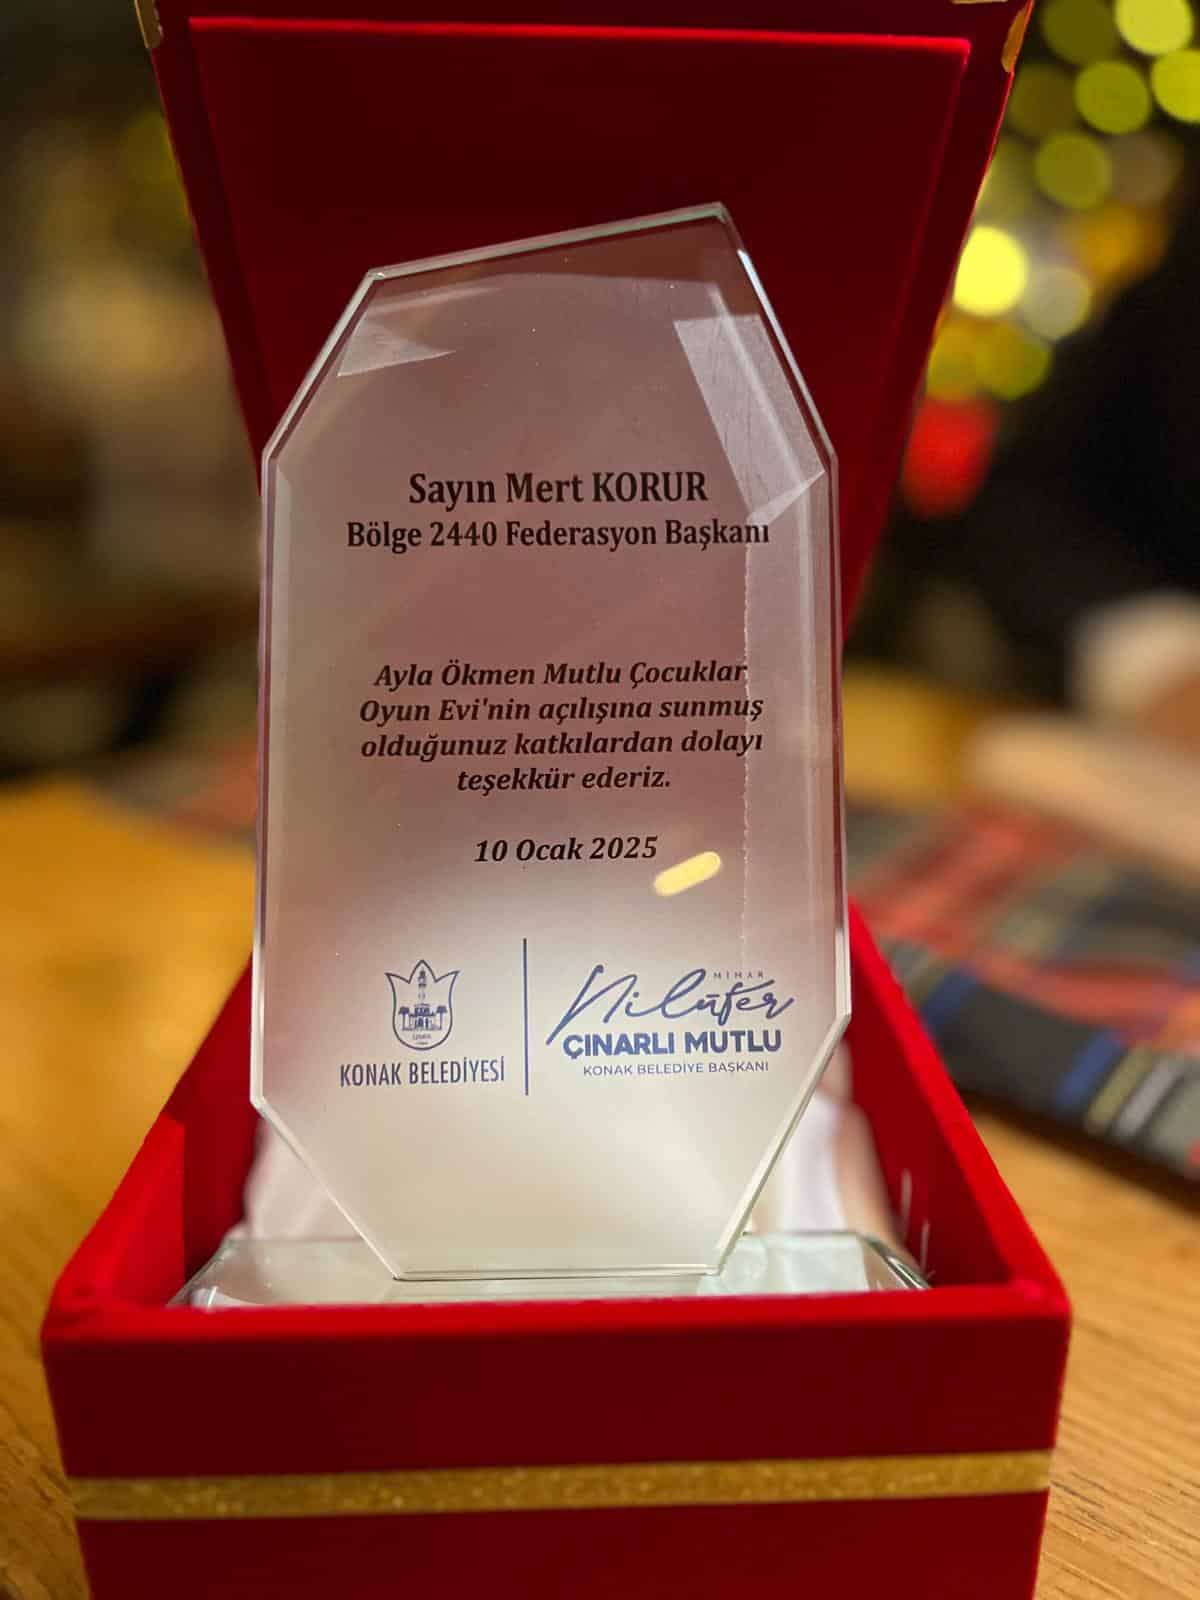 Sayın Mert KORUR
Bölge 2440 Federasyon Başkanı
Ayla Ökmen Mutlu Çocuklar
Oyun Evi'nin açılışına sunmuş
olduğunuz katkılardan dolayı
teşekkür ederiz.
10 Ocak 2025
KONAK BELEDİYESİ
MİMAR
Nilüfer
ÇINARLI MUTLU
KONAK BELEDİYE BAŞKANI